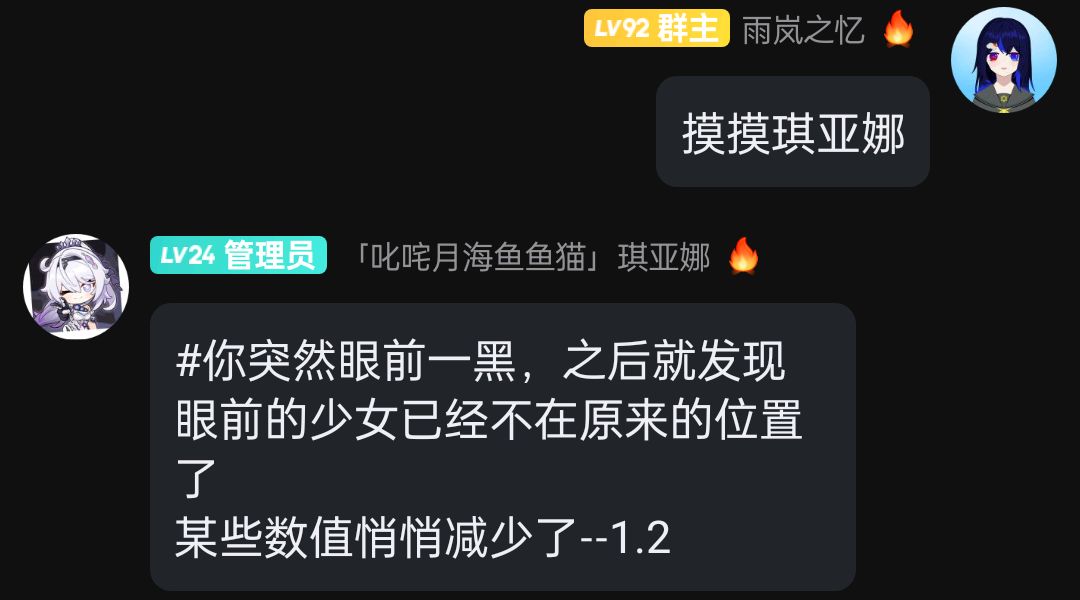 LV92 群主 雨岚之忆 🔥
摸摸琪亚娜
LV24 管理员 「叱咤月海鱼鱼猫」琪亚娜 🔥
#你突然眼前一黑，之后就发现
眼前的少女已经不在原来的位置
了
某些数值悄悄减少了--1.2